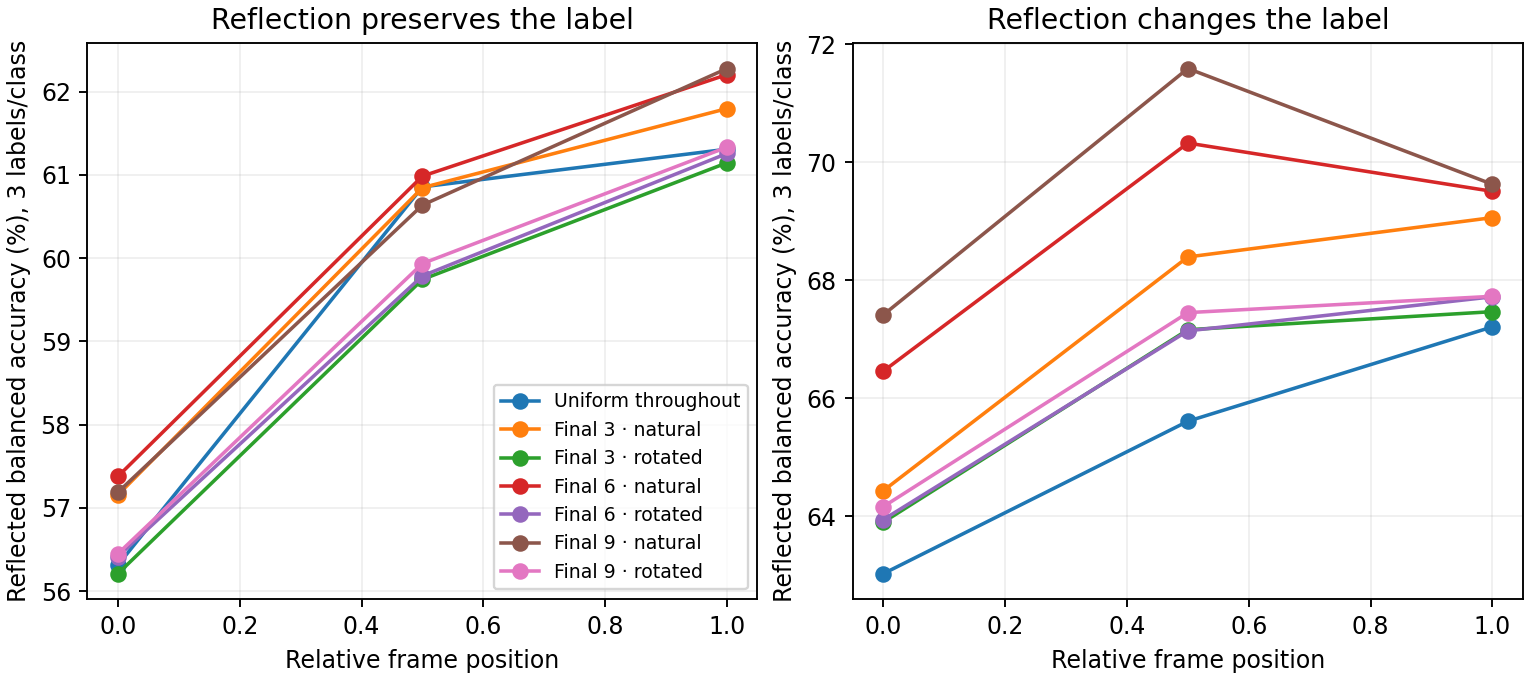 Reflection preserves the label
Reflected balanced accuracy (%), 3 labels/class
62
61
60
59
58
57
56
0.0 0.2 0.4 0.6 0.8 1.0
Relative frame position
Uniform throughout
Final 3 · natural
Final 3 · rotated
Final 6 · natural
Final 6 · rotated
Final 9 · natural
Final 9 · rotated
Reflection changes the label
Reflected balanced accuracy (%), 3 labels/class
72
70
68
66
64
0.0 0.2 0.4 0.6 0.8 1.0
Relative frame position